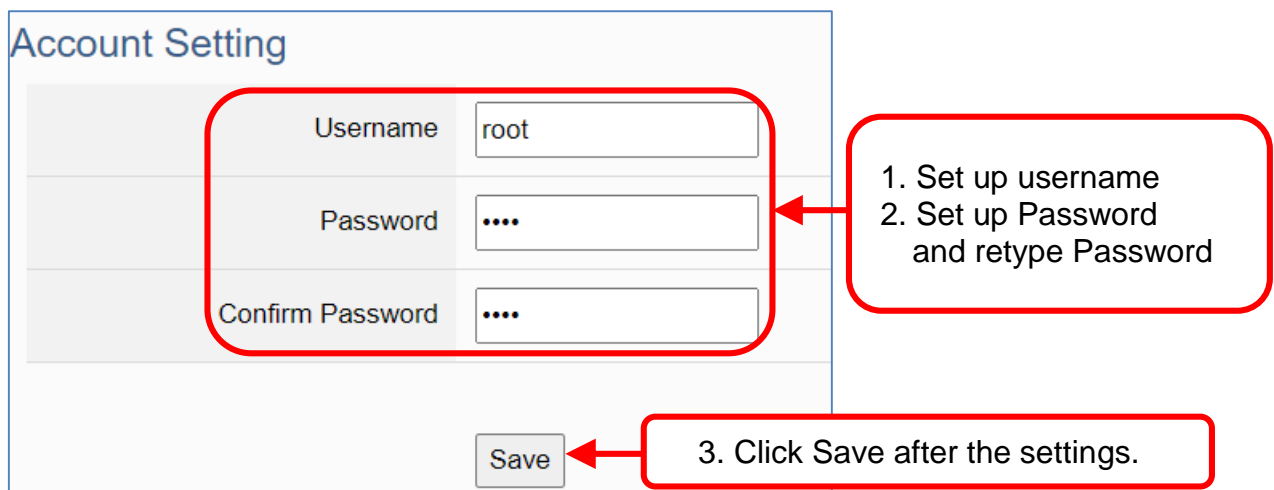 Account Setting
Username
root
Password
••••
Confirm Password
••••
Save
1. Set up username
2. Set up Password
and retype Password
3. Click Save after the settings.